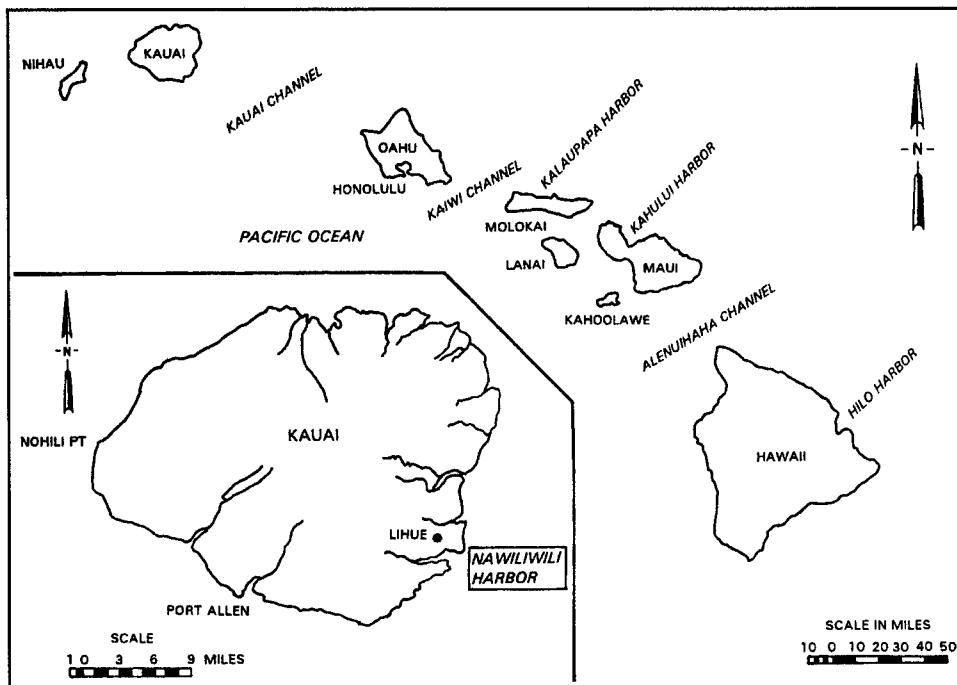 NIHAU
KAUAI
KAUAI CHANNEL
OAHU
HONOLULU
KAIWI CHANNEL
KALAUPAPA HARBOR
MOLOKAI
KAHULUI HARBOR
PACIFIC OCEAN
LANAI
MAUI
KAHOOLAWE
ALENUIHAHA CHANNEL
HILO HARBOR
HAWAII
-N-
SCALE IN MILES
10 0 10 20 30 40 50
-N-
NOHILI PT
KAUAI
LIHUE
NAWILIWILI
HARBOR
PORT ALLEN
SCALE
1 0 3 6 9 MILES